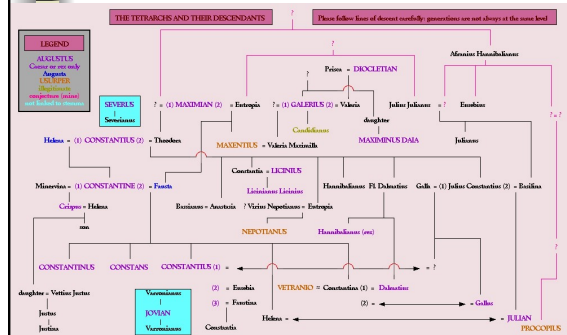 THE TETRARCHS AND THEIR DESCENDANTS
Please follow lines of descent carefully: generations are not always at the same level
LEGEND
AUGUSTUS
Caesar or rex only
Augusta
USURPER
illegitimate
conjecture (mine)
not linked to stemma
?
?
Afranius Hannibalianus
Prisca = DIOCLETIAN
?
?
SEVERUS
Severianus
? = (1) MAXIMIAN (2) = Eutropia
? = (1) GALERIUS (2) = Valeria
Julius Julianus = ?
Eusebius
? = ?
Candidianus
daughter
MAXIMINUS DAIA
Julianus
Helena = (1) CONSTANTIUS (2) = Theodora
MAXENTIUS = Valeria Maximilla
Constantia = LICINIUS
Licinianus Licinius
Minervina = (1) CONSTANTINE (2) = Fausta
Hannibalianus
Fl. Dalmatius
Galla = (1) Julius Constantius (2) = Basilina
Crispus = Helena
Bassianus = Anastasia
? Virius Nepotianus = Eutropia
son
NEPOTIANUS
Hannibalianus (rex)
?
CONSTANTINUS
CONSTANS
CONSTANTIUS (1) =
= ?
daughter = Vettius Justus
Varronianus
(2) = Eusebia
VETRANIO = Constantina (1) = Dalmatius
?
JOVIAN
(3) = Faustina
(2) =
= Gallus
Justus
Varronianus
Justina
Constantia
Helena =
= JULIAN
PROCOPIUS